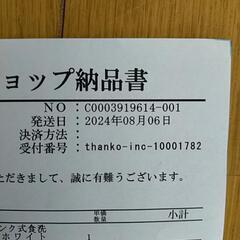 ョップ納品書
NO : C0003919614-001
発送日 : 2024年08月06日
決済方法 :
受付番号 : thanko-inc-10001782
ただきまして、誠に有難うございます。
単価
数量
小計
ンク式食洗
ホワイト 1